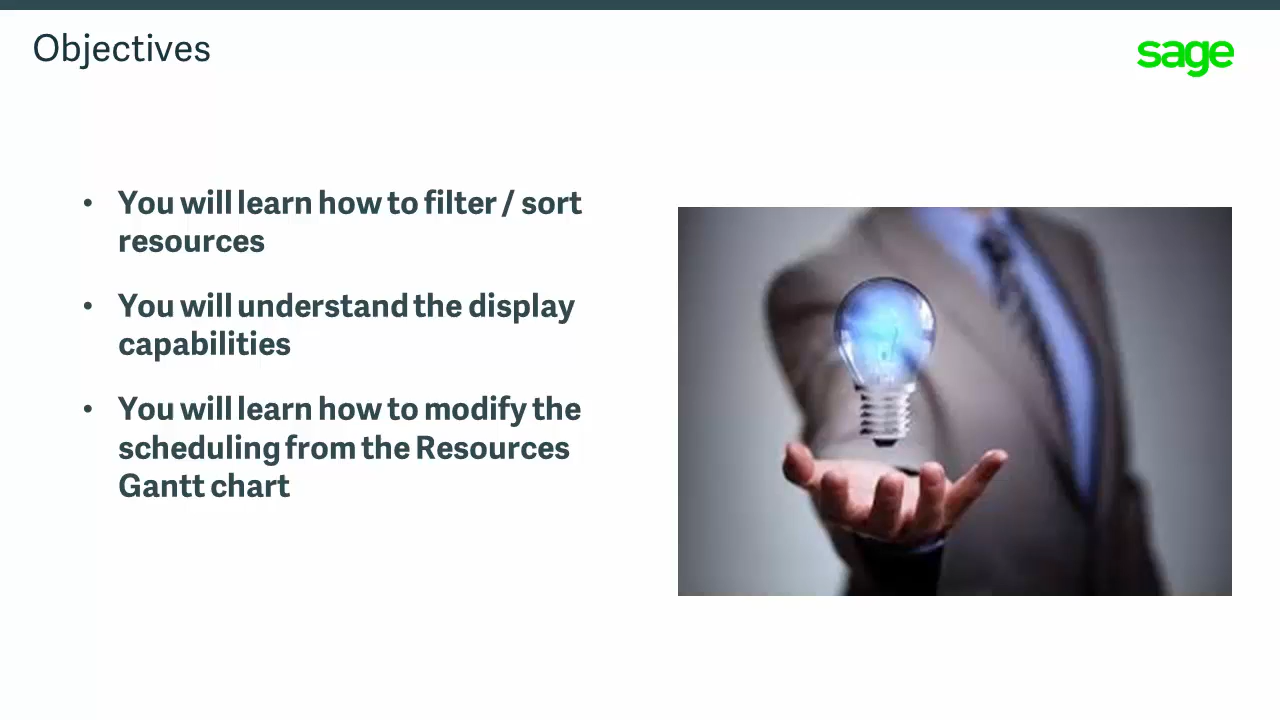 Objectives
sage
• You will learn how to filter / sort
resources
• You will understand the display
capabilities
• You will learn how to modify the
scheduling from the Resources
Gantt chart